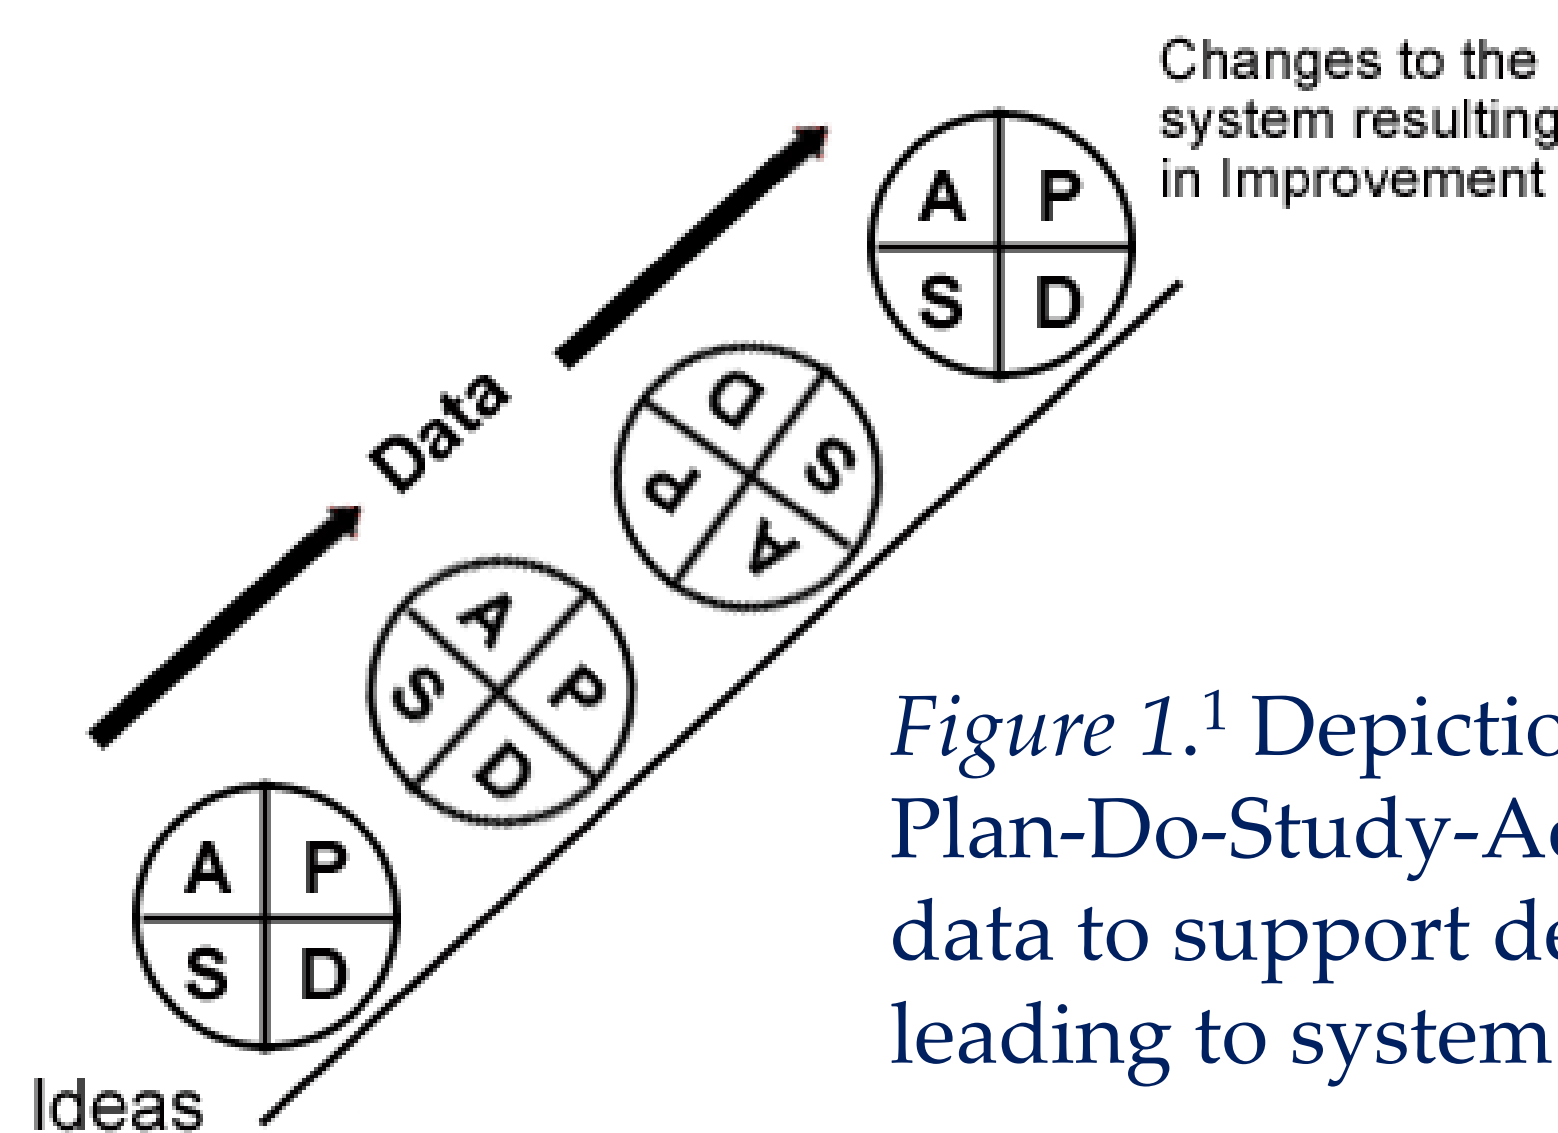 Changes to the
system resulting
in Improvement
A P
S D
Data
D
S
P
A
A
S
P
D
A P
S D
Ideas
Figure 1.¹ Depictio
Plan-Do-Study-Ac
data to support de
leading to system